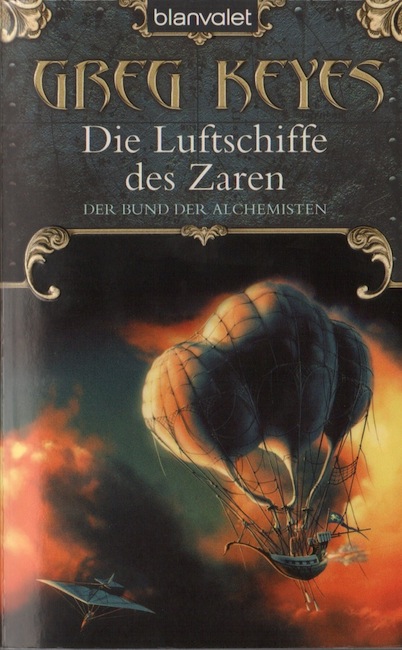 blanvalet
GREG KEYES
Die Luftschiffe
des Zaren
DER BUND DER ALCHEMISTEN